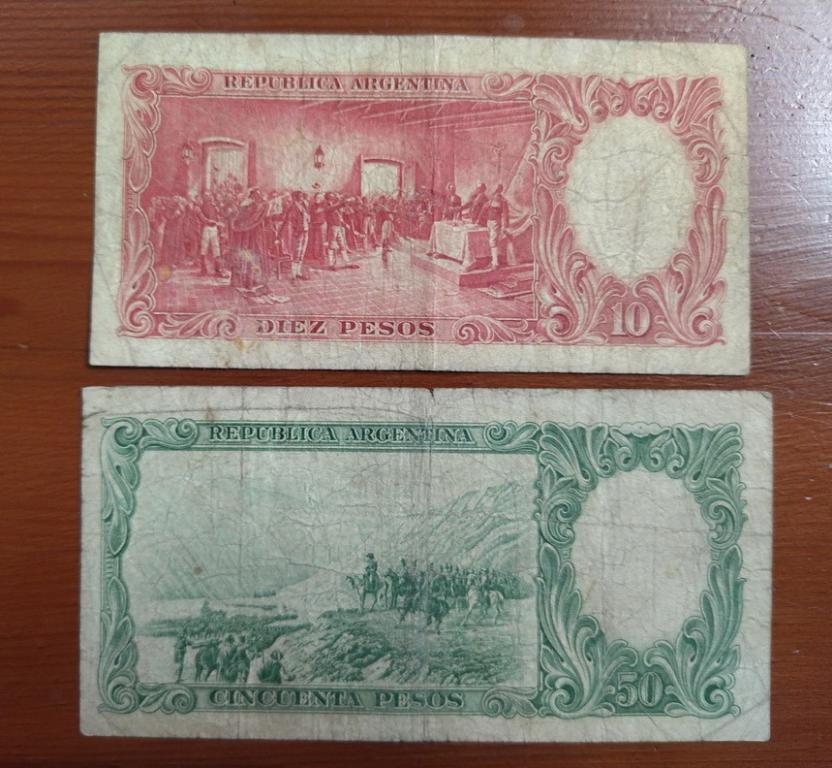 REPUBLICA ARGENTINA
DIEZ PESOS
10
REPUBLICA ARGENTINA
CINCUENTA PESOS
50